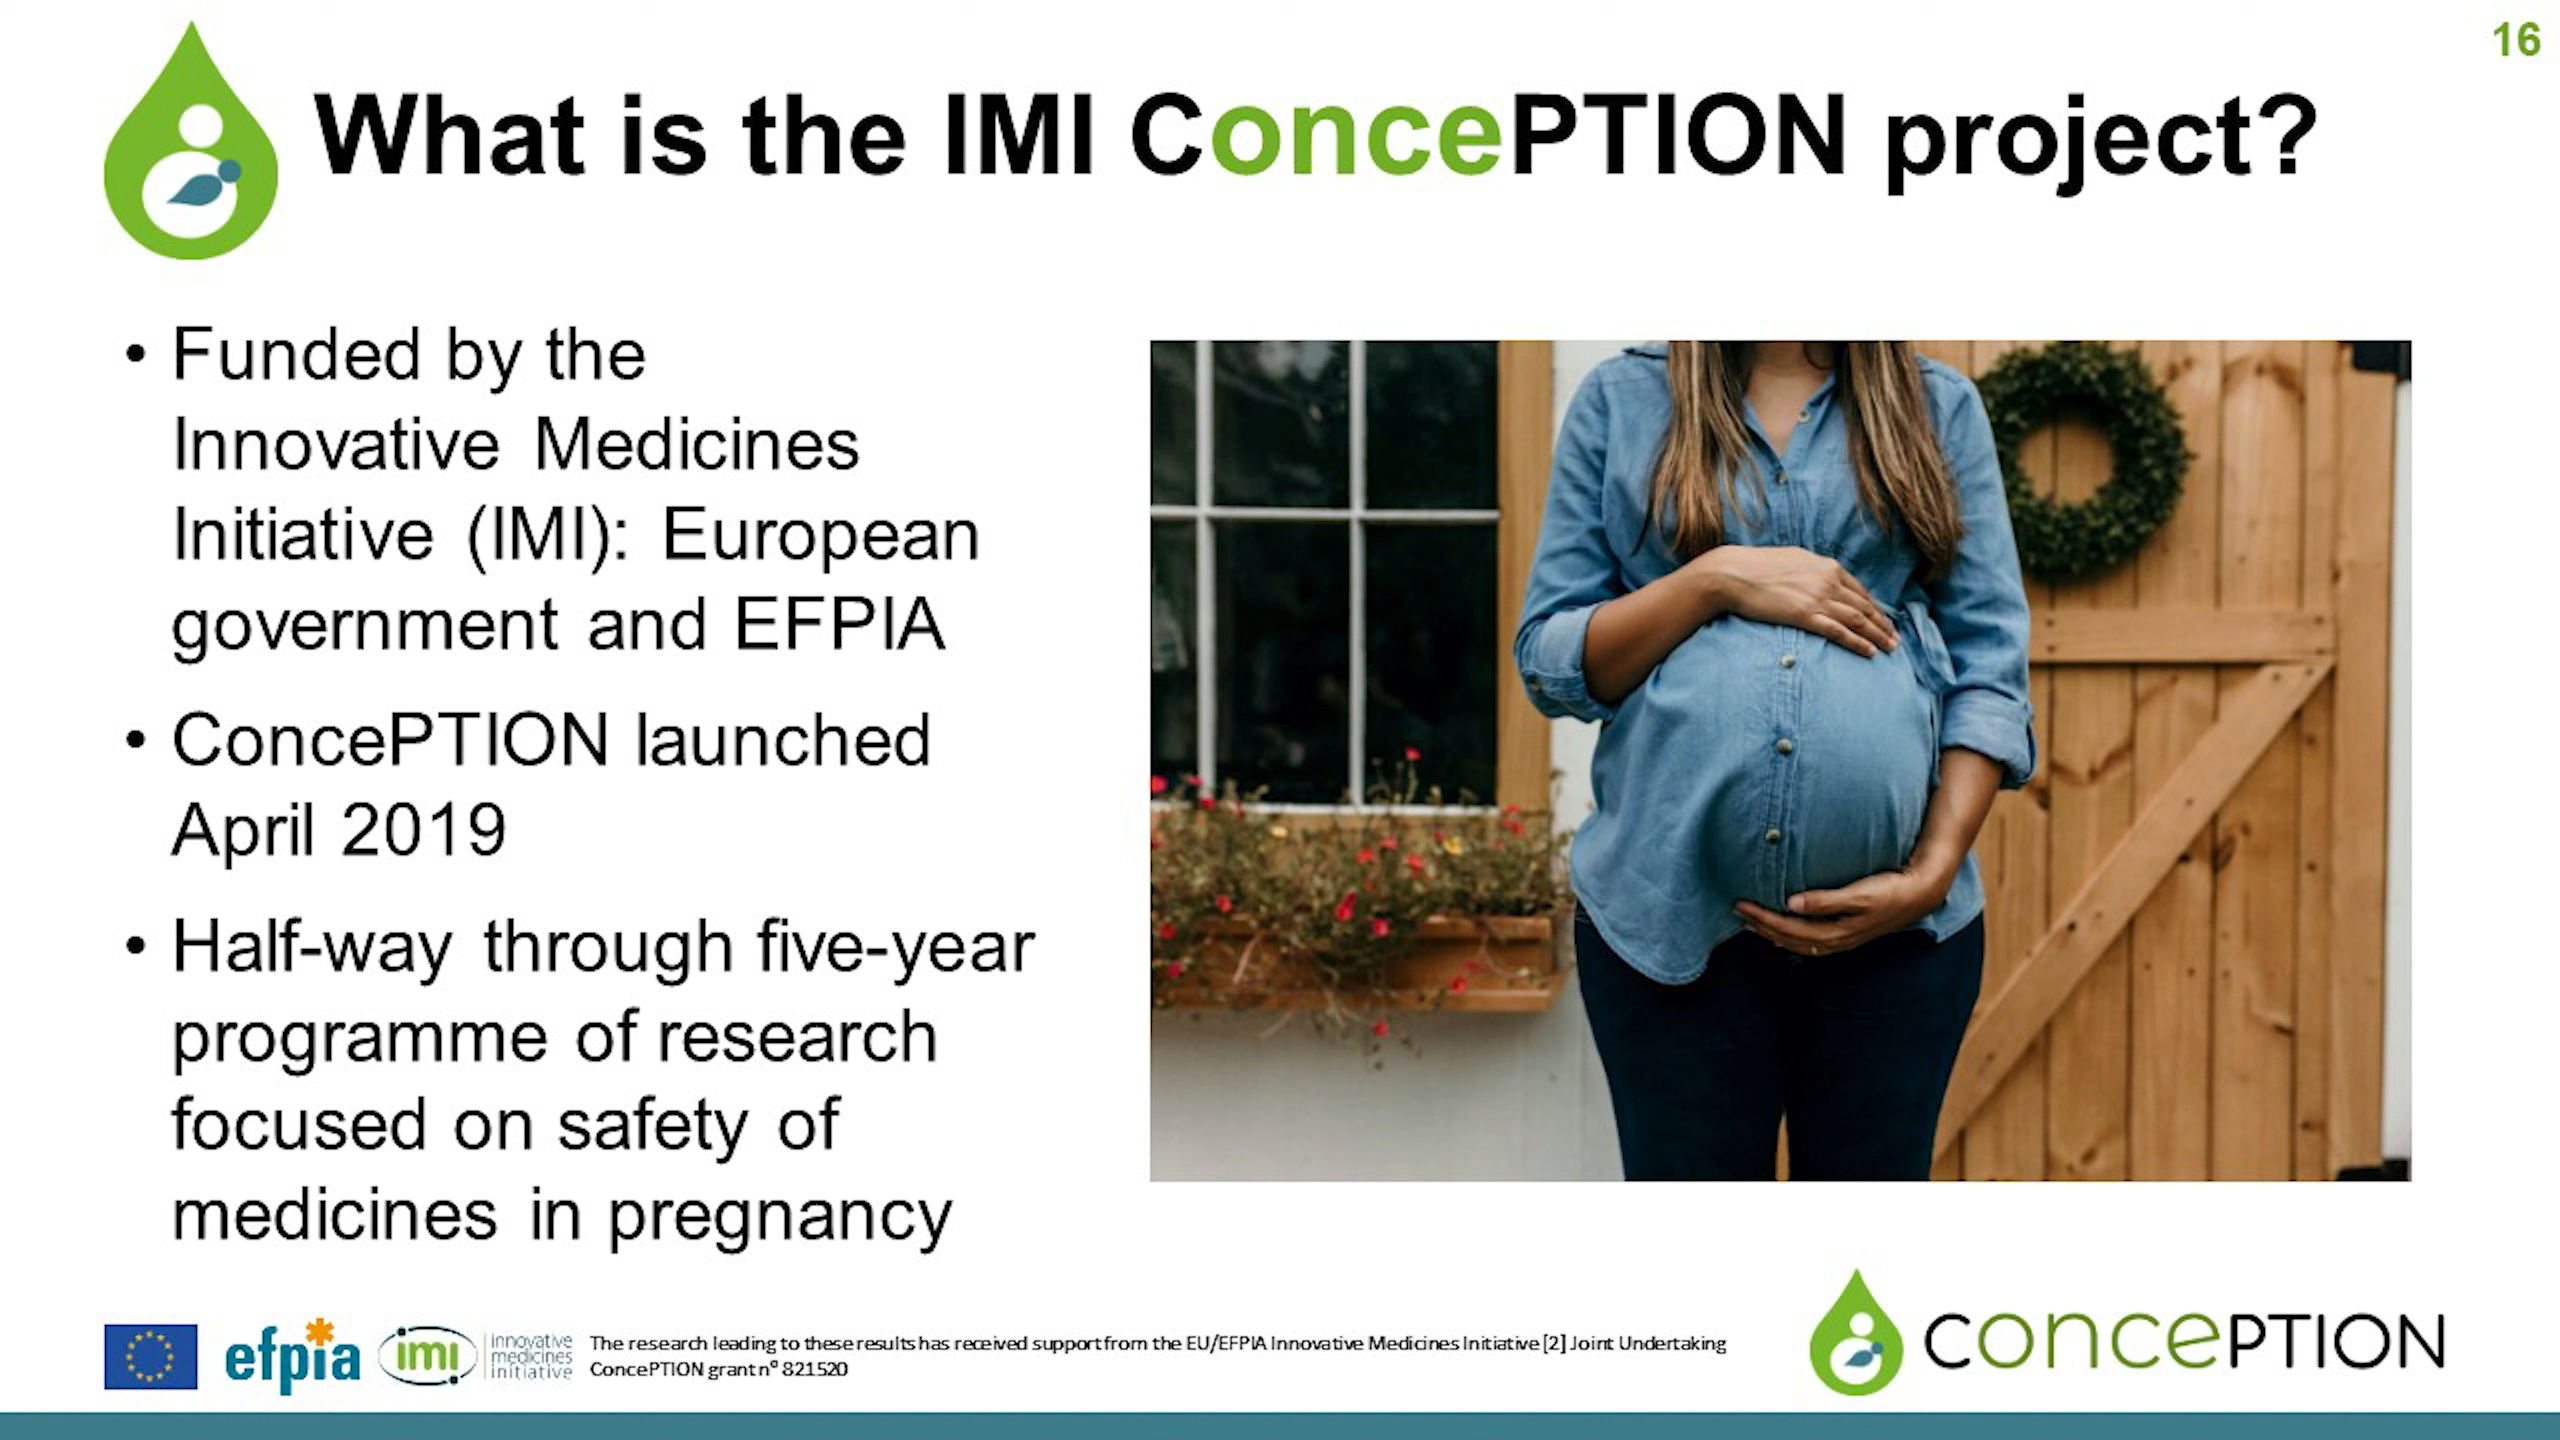 16
What is the IMI ConcePTION project?
• Funded by the
Innovative Medicines
Initiative (IMI): European
government and EFPIA
• ConcePTION launched
April 2019
• Half-way through five-year
programme of research
focused on safety of
medicines in pregnancy
efpia
imi
innovative
medicines
initiative
The research leading to these results has received support from the EU/EFPIA Innovative Medicines Initiative [2] Joint Undertaking
ConcePTION grant nº 821520
concePTION